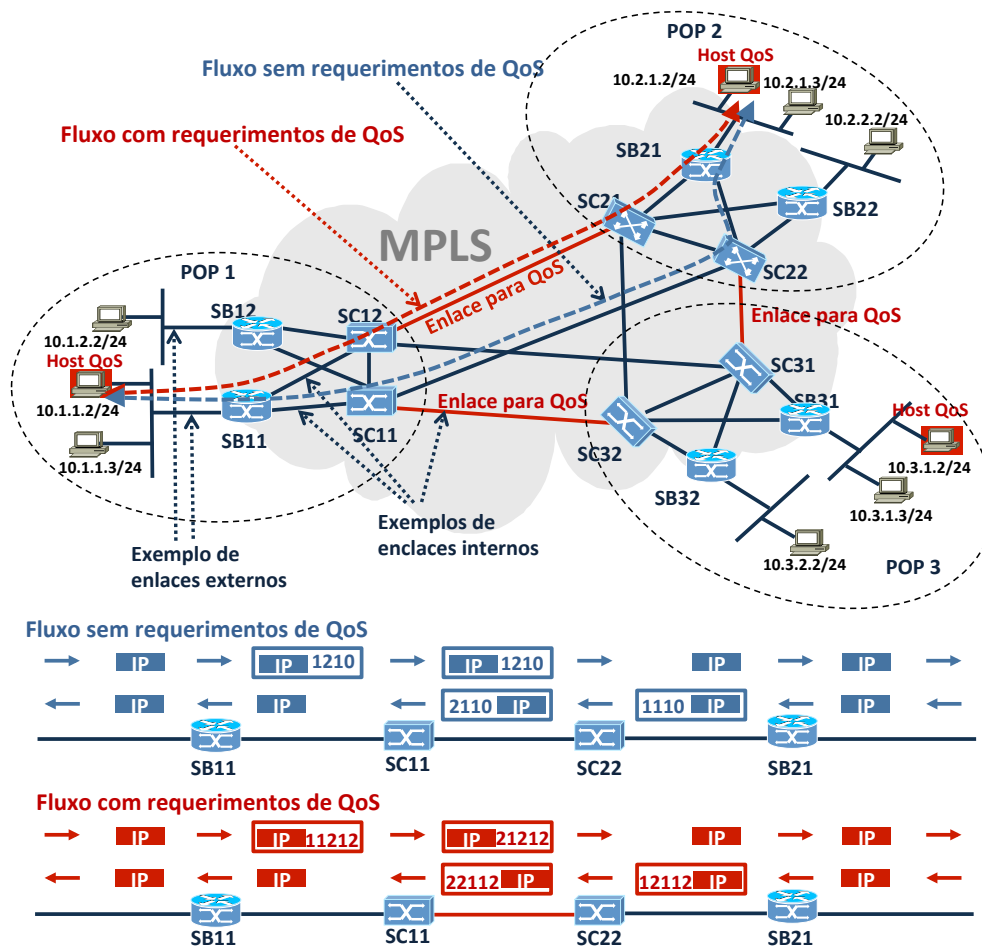 POP 2
Host QoS
Fluxo sem requerimentos de QoS
10.2.1.2/24
10.2.1.3/24
10.2.2.2/24
Fluxo com requerimentos de QoS
SB21
SC21
SB22
MPLS
SC22
POP 1
Enlace para QoS
SB12
SC12
Enlace para QoS
10.1.2.2/24
Host QoS
SC31
10.1.1.2/24
Enlace para QoS
SB31
Host QoS
SB11
SC11
SC32
10.1.1.3/24
10.3.1.2/24
SB32
10.3.1.3/24
Exemplo de
enlaces externos
Exemplos de
enclaces internos
10.3.2.2/24
POP 3
Fluxo sem requerimentos de QoS
IP IP 1210 IP 1210 IP IP
IP IP 2110 IP 1110 IP IP
SB11 SC11 SC22 SB21
Fluxo com requerimentos de QoS
IP IP 11212 IP 21212 IP IP
IP IP 22112 IP 12112 IP IP
SB11 SC11 SC22 SB21